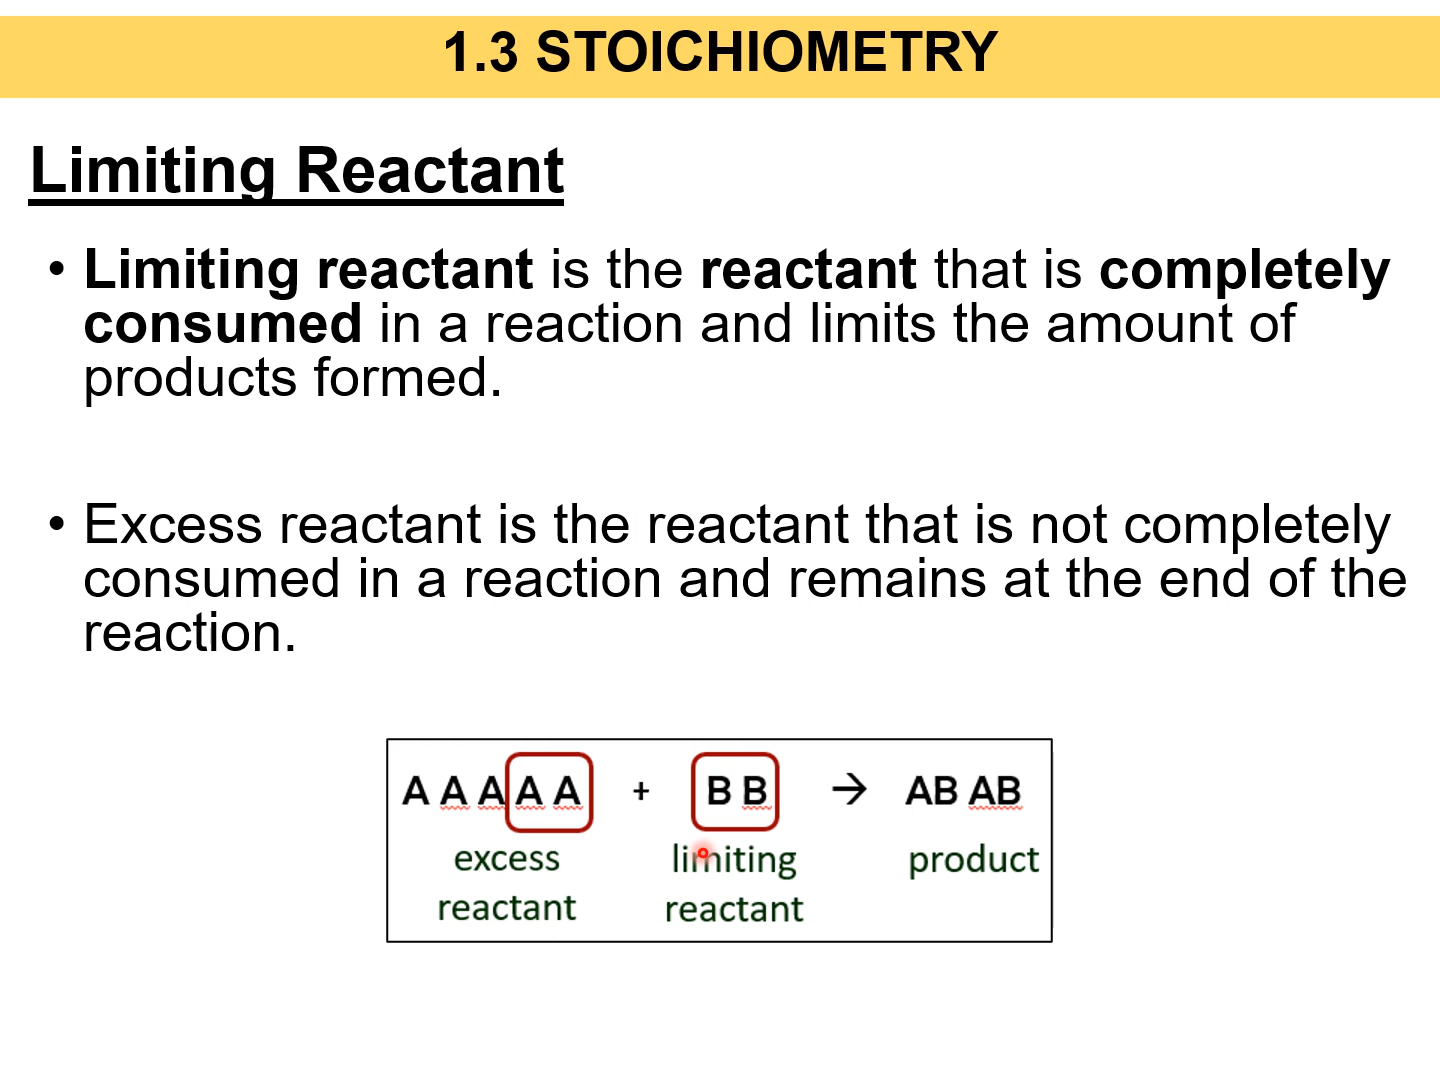 1.3 STOICHIOMETRY
Limiting Reactant
• Limiting reactant is the reactant that is completely
consumed in a reaction and limits the amount of
products formed.
• Excess reactant is the reactant that is not completely
consumed in a reaction and remains at the end of the
reaction.
A A A A A + B B → AB AB
excess limiting product
reactant reactant